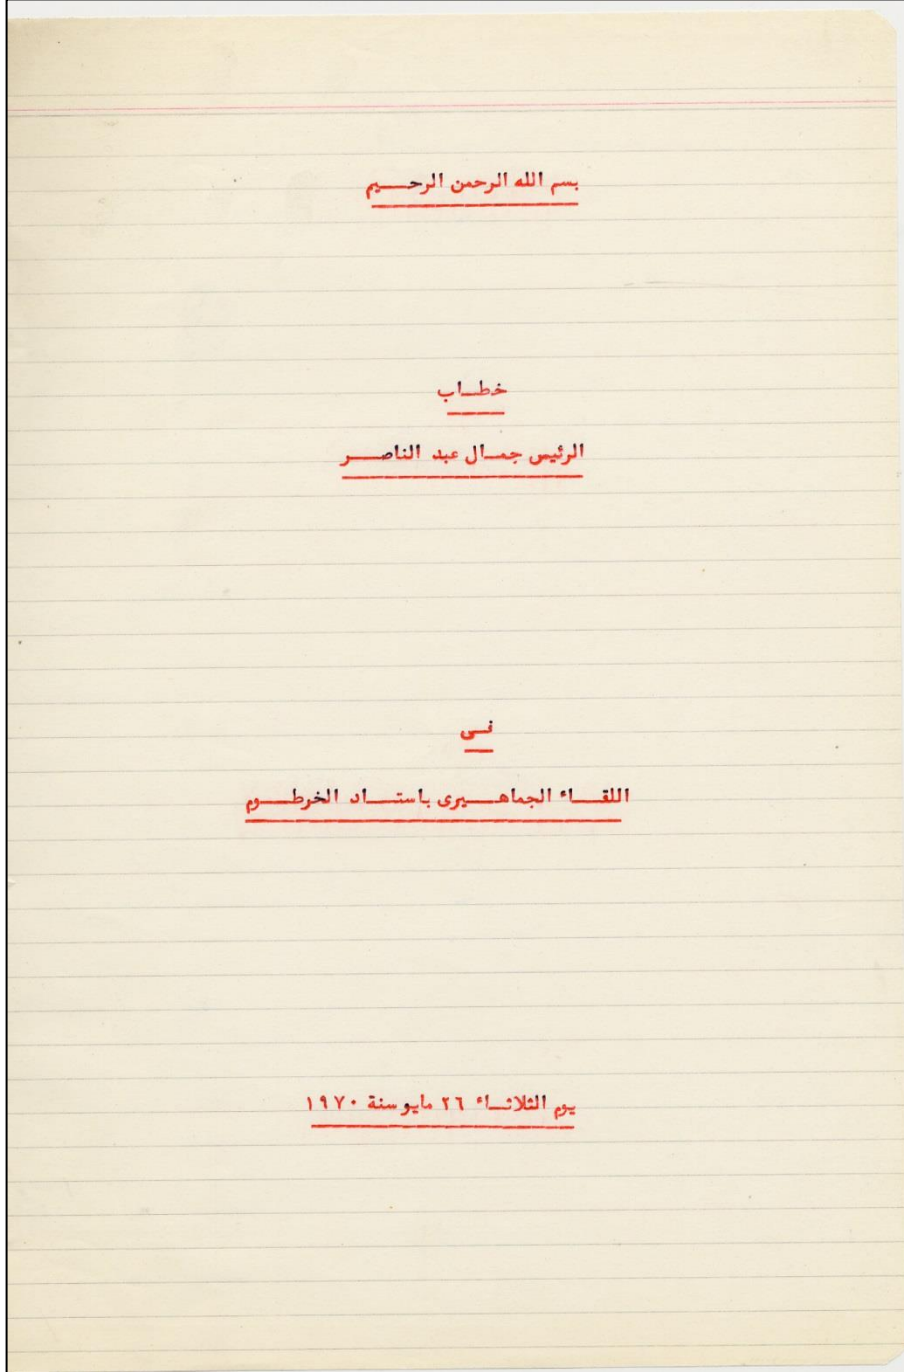 بسم الله الرحمن الرحيم
خطاب
الرئيس جمال عبد الناصر
فى
اللقاء الجماهيرى باستاد الخرطوم
يوم الثلاثاء ٢٦ مايو سنة ١٩٧٠